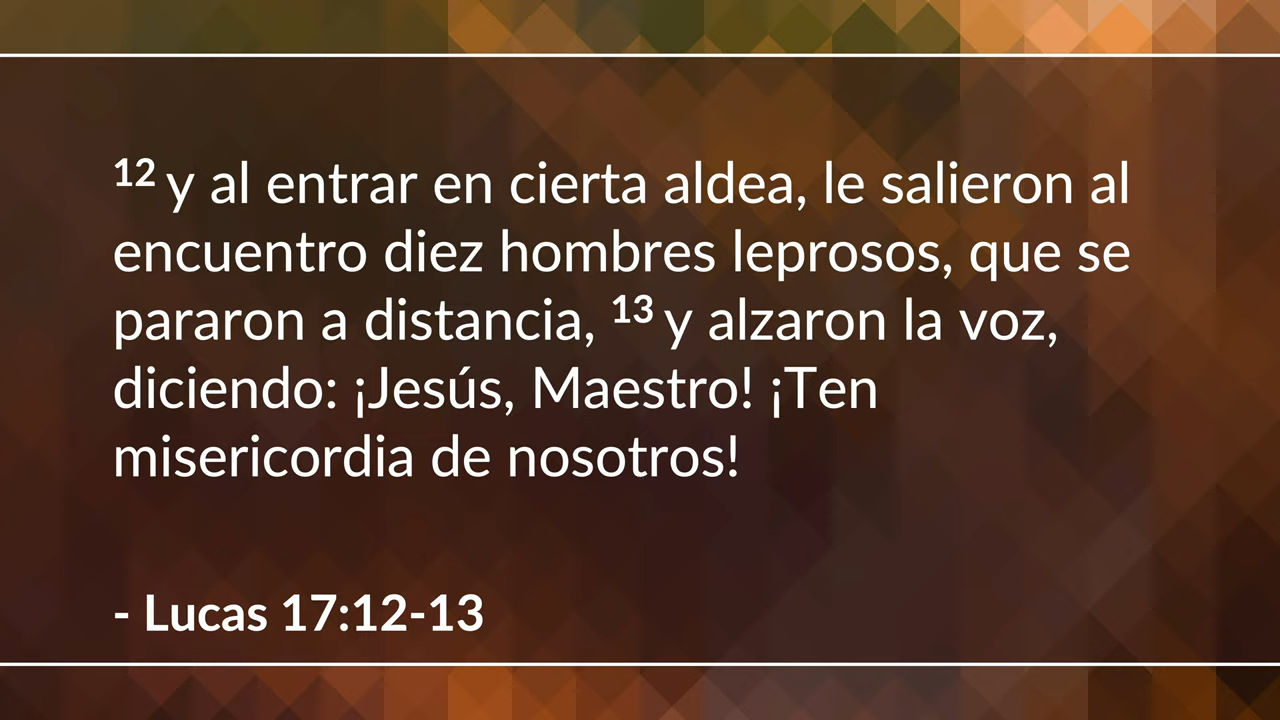 12 y al entrar en cierta aldea, le salieron al
encuentro diez hombres leprosos, que se
pararon a distancia, 13 y alzaron la voz,
diciendo: ¡Jesús, Maestro! ¡Ten
misericordia de nosotros!
- Lucas 17:12-13